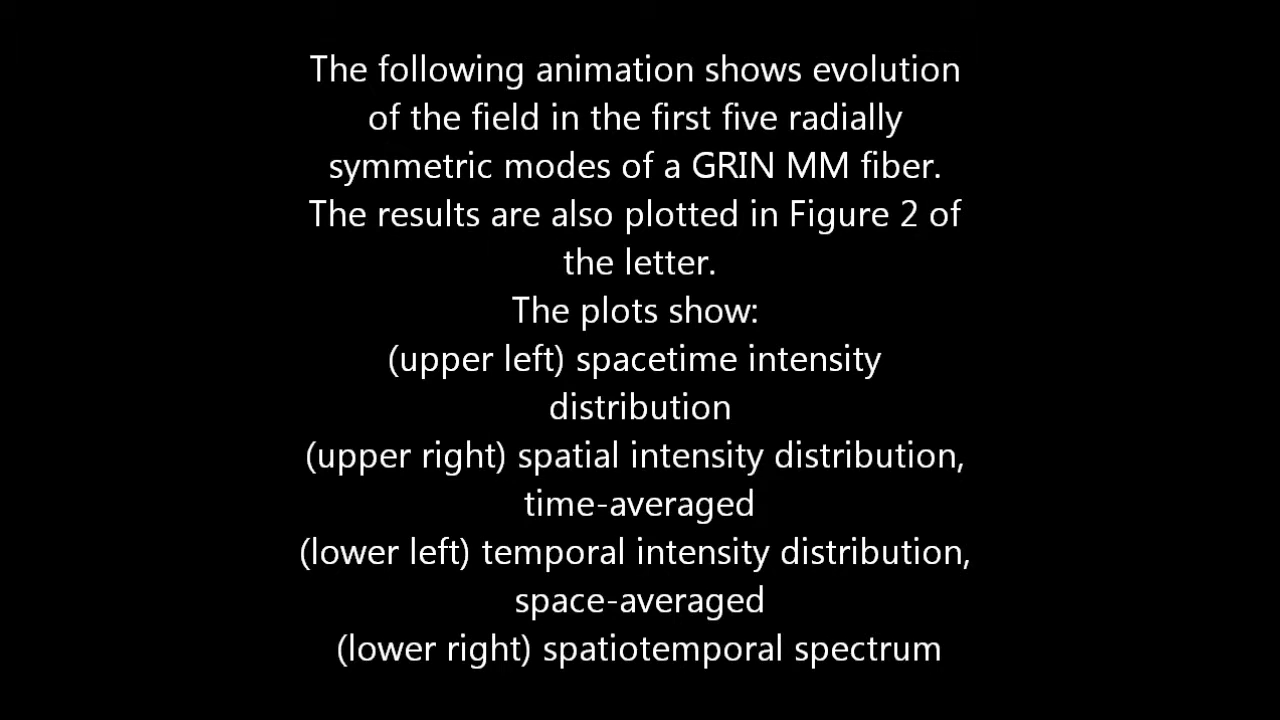 The following animation shows evolution
of the field in the first five radially
symmetric modes of a GRIN MM fiber.
The results are also plotted in Figure 2 of
the letter.
The plots show:
(upper left) spacetime intensity
distribution
(upper right) spatial intensity distribution,
time-averaged
(lower left) temporal intensity distribution,
space-averaged
(lower right) spatiotemporal spectrum